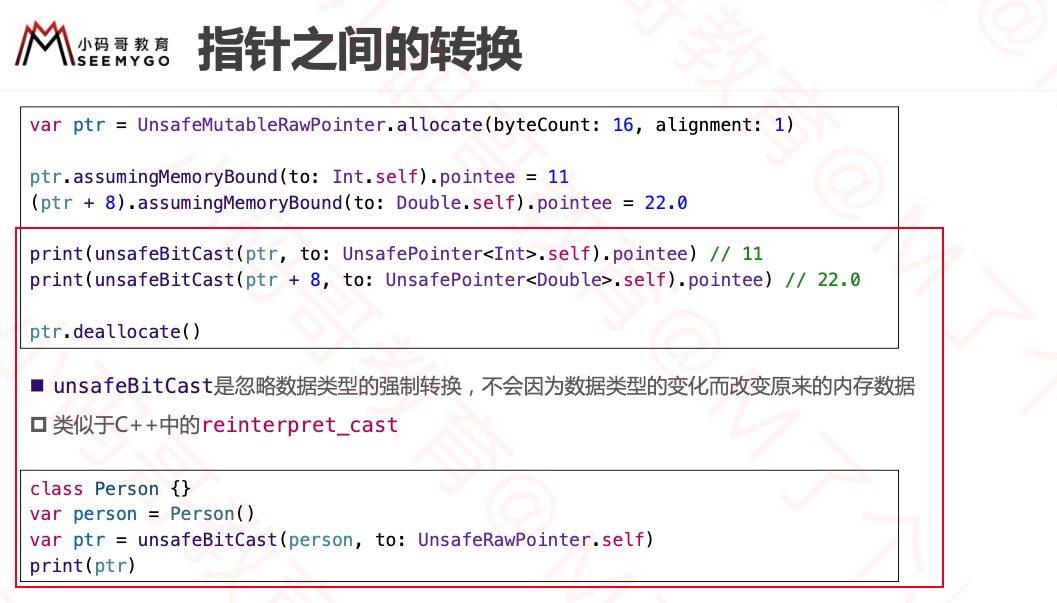 小码哥教育
SEEMYGO
指针之间的转换
var ptr = UnsafeMutableRawPointer.allocate(byteCount: 16, alignment: 1)
ptr.assumingMemoryBound(to: Int.self).pointee = 11
(ptr + 8).assumingMemoryBound(to: Double.self).pointee = 22.0
print(unsafeBitCast(ptr, to: UnsafePointer<Int>.self).pointee) // 11
print(unsafeBitCast(ptr + 8, to: UnsafePointer<Double>.self).pointee) // 22.0
ptr.deallocate()
unsafeBitCast是忽略数据类型的强制转换，不会因为数据类型的变化而改变原来的内存数据
类似于C++中的reinterpret_cast
class Person {}
var person = Person()
var ptr = unsafeBitCast(person, to: UnsafeRawPointer.self)
print(ptr)